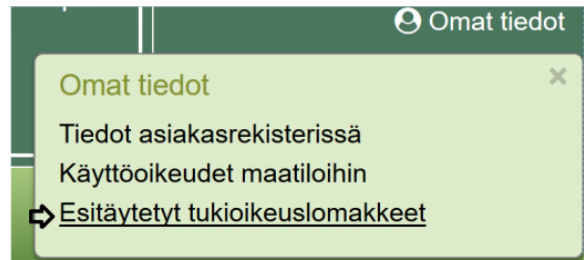 Omat tiedot
Omat tiedot
Tiedot asiakasrekisterissä
Käyttöoikeudet maatiloihin
Esitäytetyt tukioikeuslomakkeet